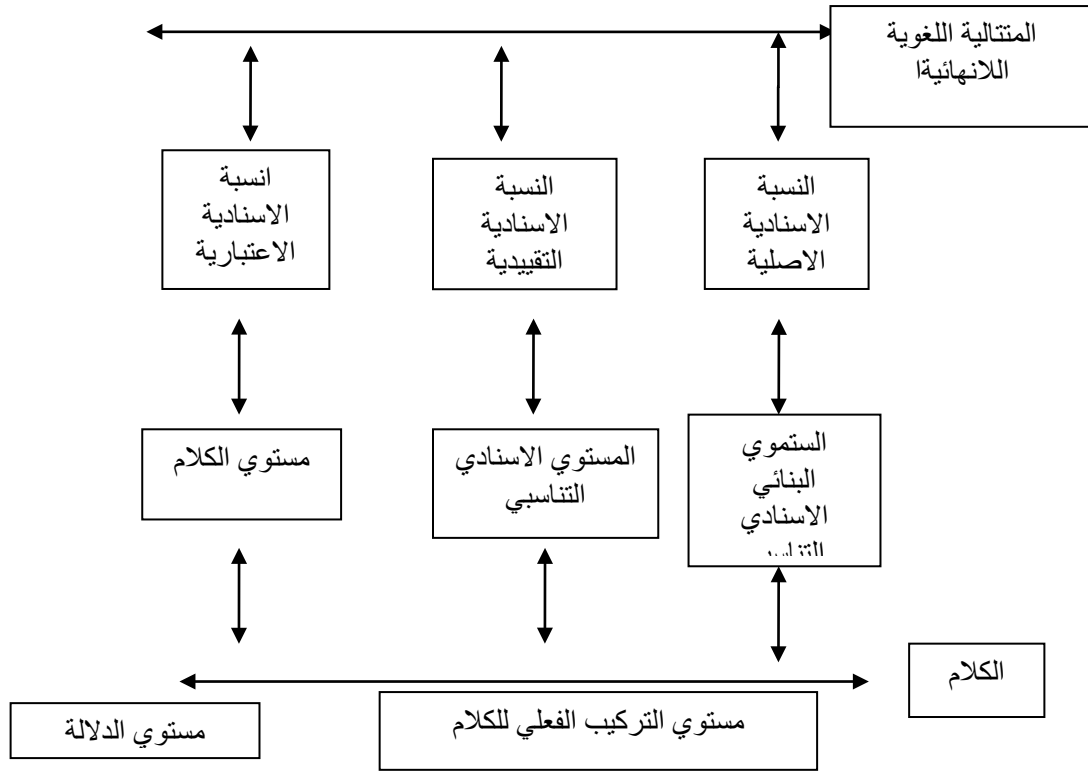 المتتالية اللغوية
اللانهائيةا
النسبة
الاسنادية
الاصلية
النسبة
الاسنادية
التقييدية
انسبة
الاسنادية
الاعتبارية
الستموي
البنائي
الاسنادي
المستوي الاسنادي
التناسبي
مستوي الكلام
الكلام
مستوي التركيب الفعلي للكلام
مستوي الدلالة